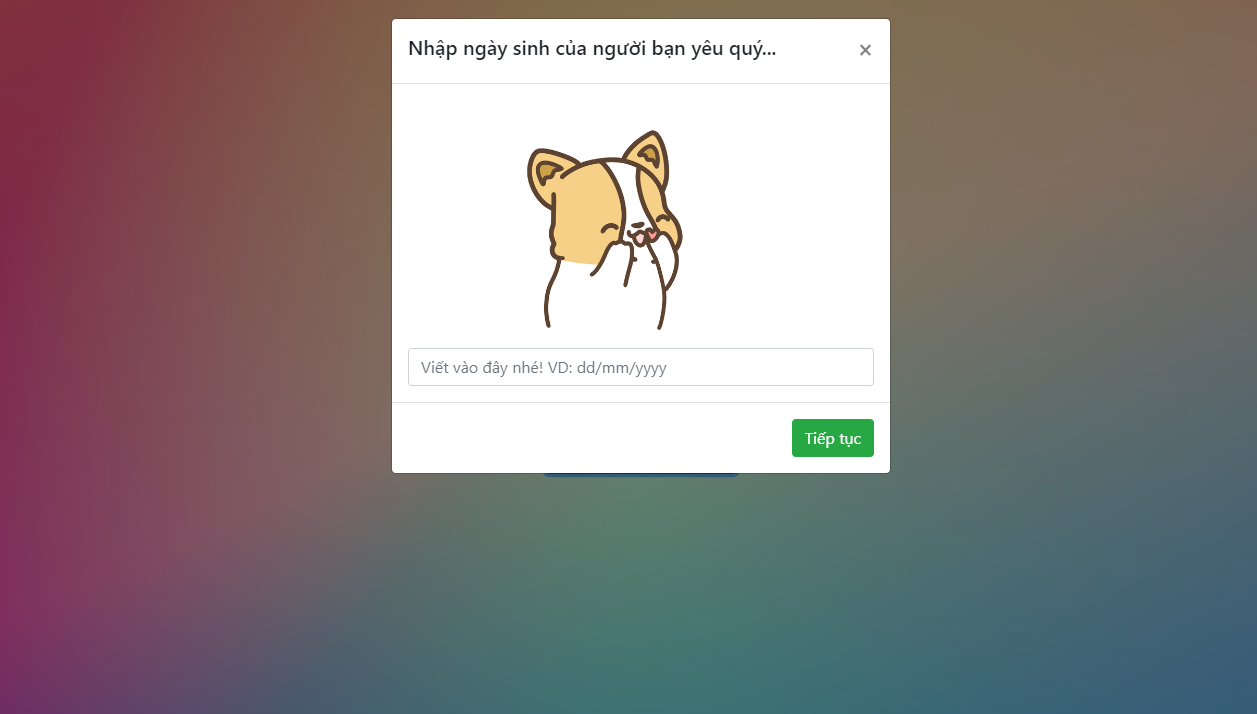 Nhập ngày sinh của người bạn yêu quý...
×
Viết vào đây nhé! VD: dd/mm/yyyy
Tiếp tục